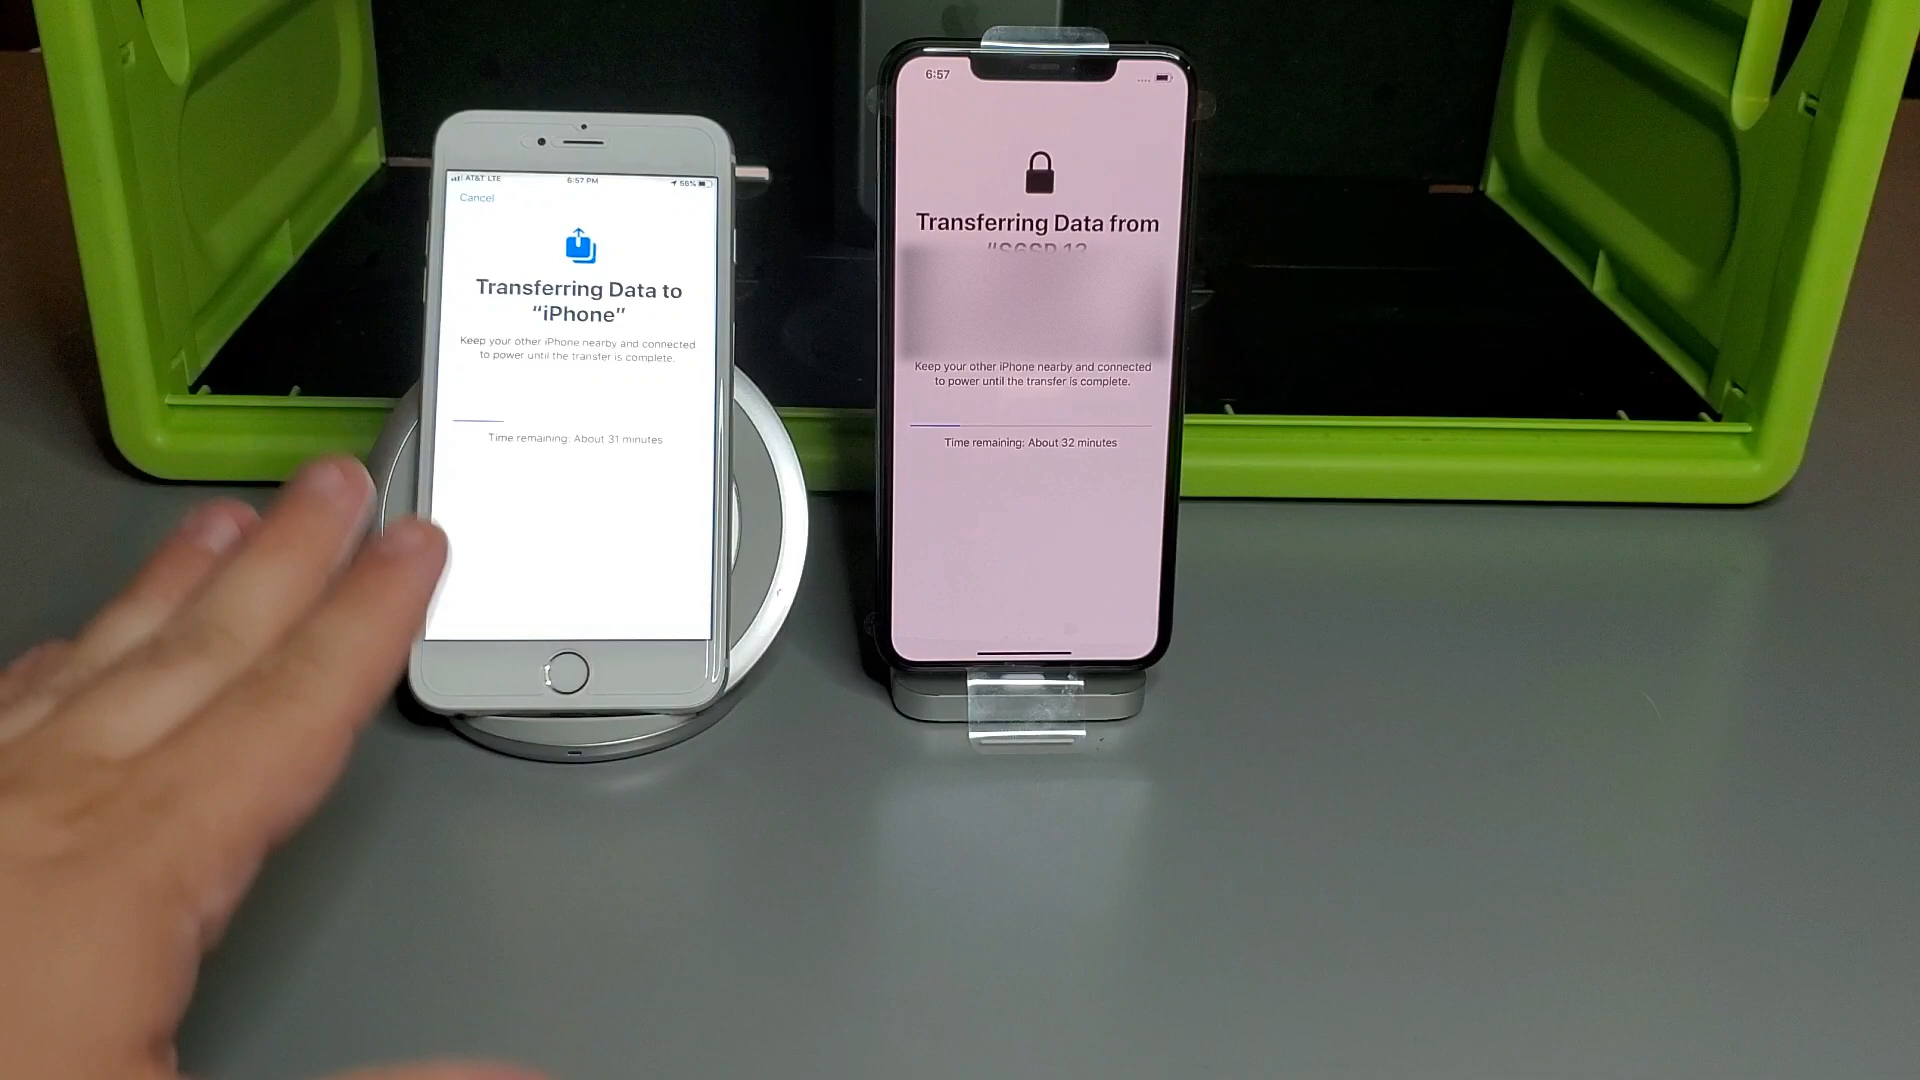 AT&T LTE
6:57 PM
56%
Cancel
Transferring Data to
“iPhone”
Keep your other iPhone nearby and connected
to power until the transfer is complete.
Time remaining: About 31 minutes
6:57
Transferring Data from
Keep your other iPhone nearby and connected
to power until the transfer is complete.
Time remaining: About 32 minutes